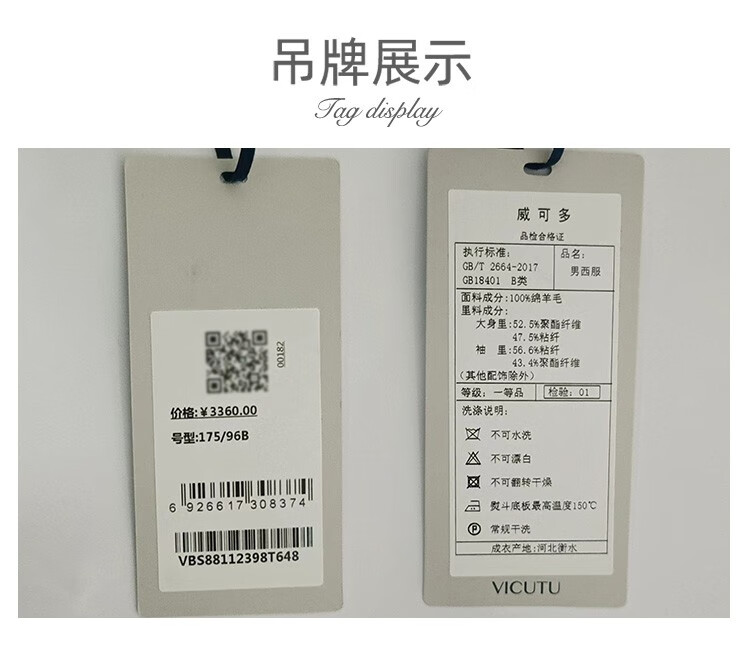 吊牌展示
Tag display
00182
价格:￥3360.00
号型:175/96B
6 926617 308374
VBS88112398T648
威可多
品检合格证
执行标准:
GB/T 2664-2017
GB18401 B类
品名:
男西服
面料成分:100%绵羊毛
里料成分:
大身里:52.5%聚酯纤维
47.5%粘纤
袖 里:56.6%粘纤
43.4%聚酯纤维
(其他配饰除外)
等级: 一等品
检验: 01
洗涤说明:
不可水洗
不可漂白
不可翻转干燥
熨斗底板最高温度150℃
P 常规干洗
成衣产地:河北衡水
VICUTU